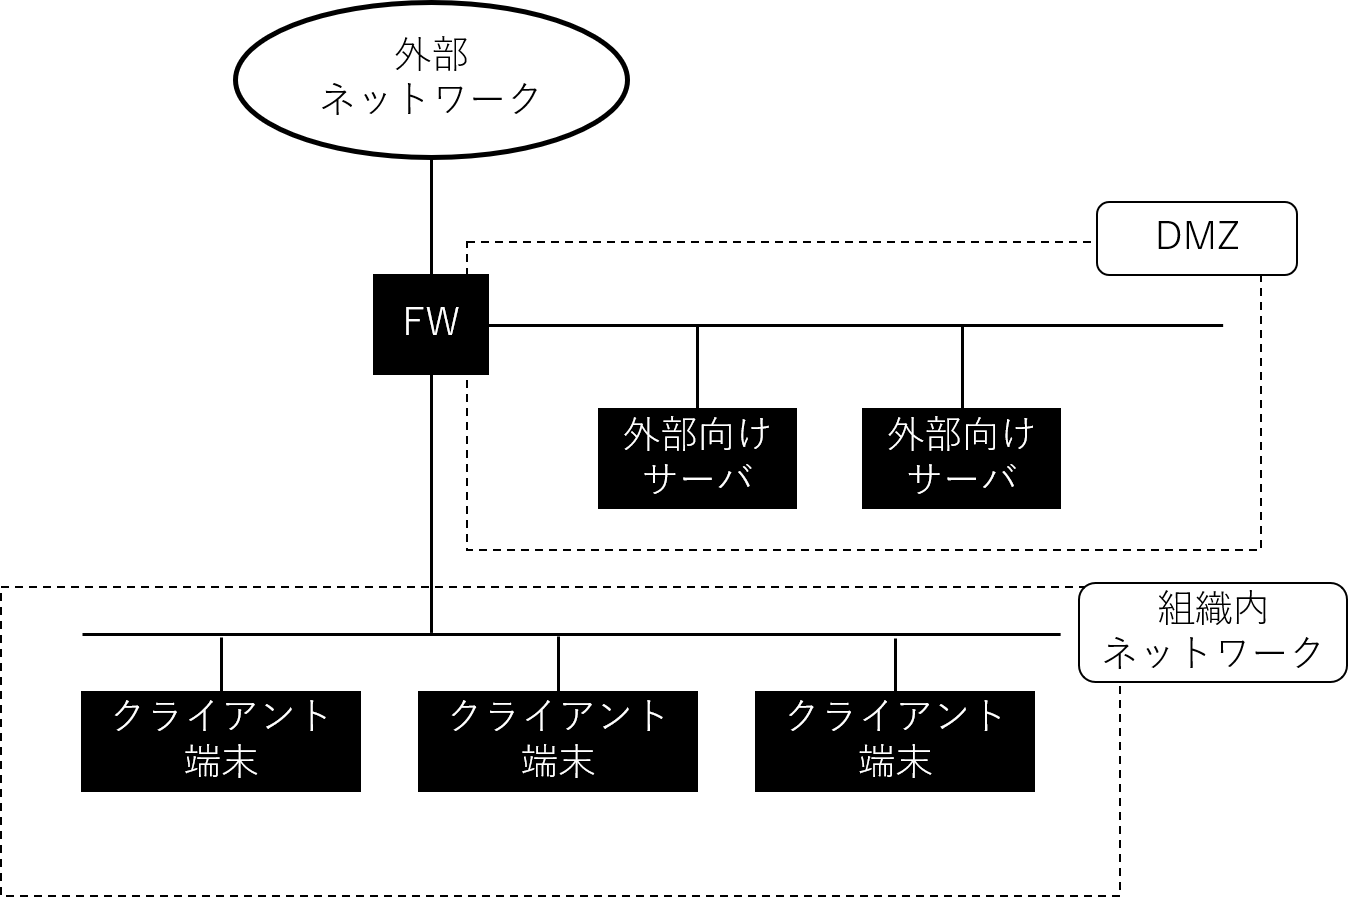 外部
ネットワーク
DMZ
FW
外部向け
サーバ
外部向け
サーバ
組織内
ネットワーク
クライアント
端末
クライアント
端末
クライアント
端末